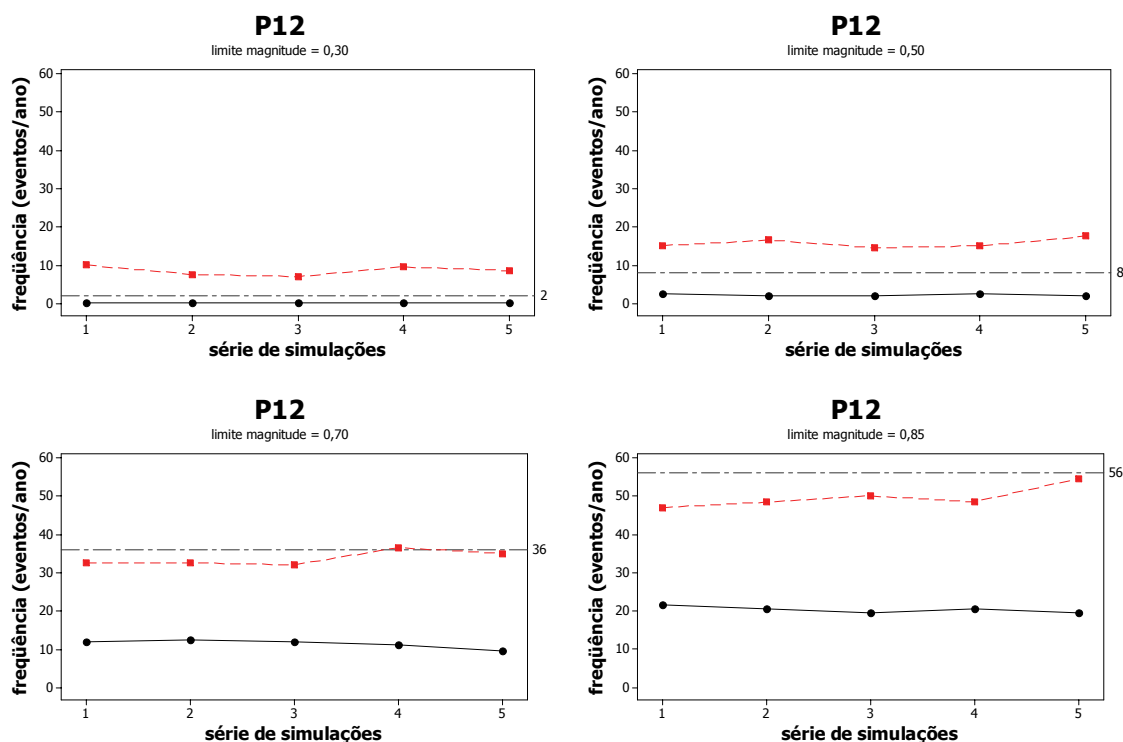 P12
limite magnitude = 0,30
freqüência (eventos/ano)
60
50
40
30
20
10
0
2
1 2 3 4 5
série de simulações
P12
limite magnitude = 0,50
freqüência (eventos/ano)
60
50
40
30
20
10
0
8
1 2 3 4 5
série de simulações
P12
limite magnitude = 0,70
freqüência (eventos/ano)
60
50
40
30
20
10
0
36
1 2 3 4 5
série de simulações
P12
limite magnitude = 0,85
freqüência (eventos/ano)
60
50
40
30
20
10
0
56
1 2 3 4 5
série de simulações